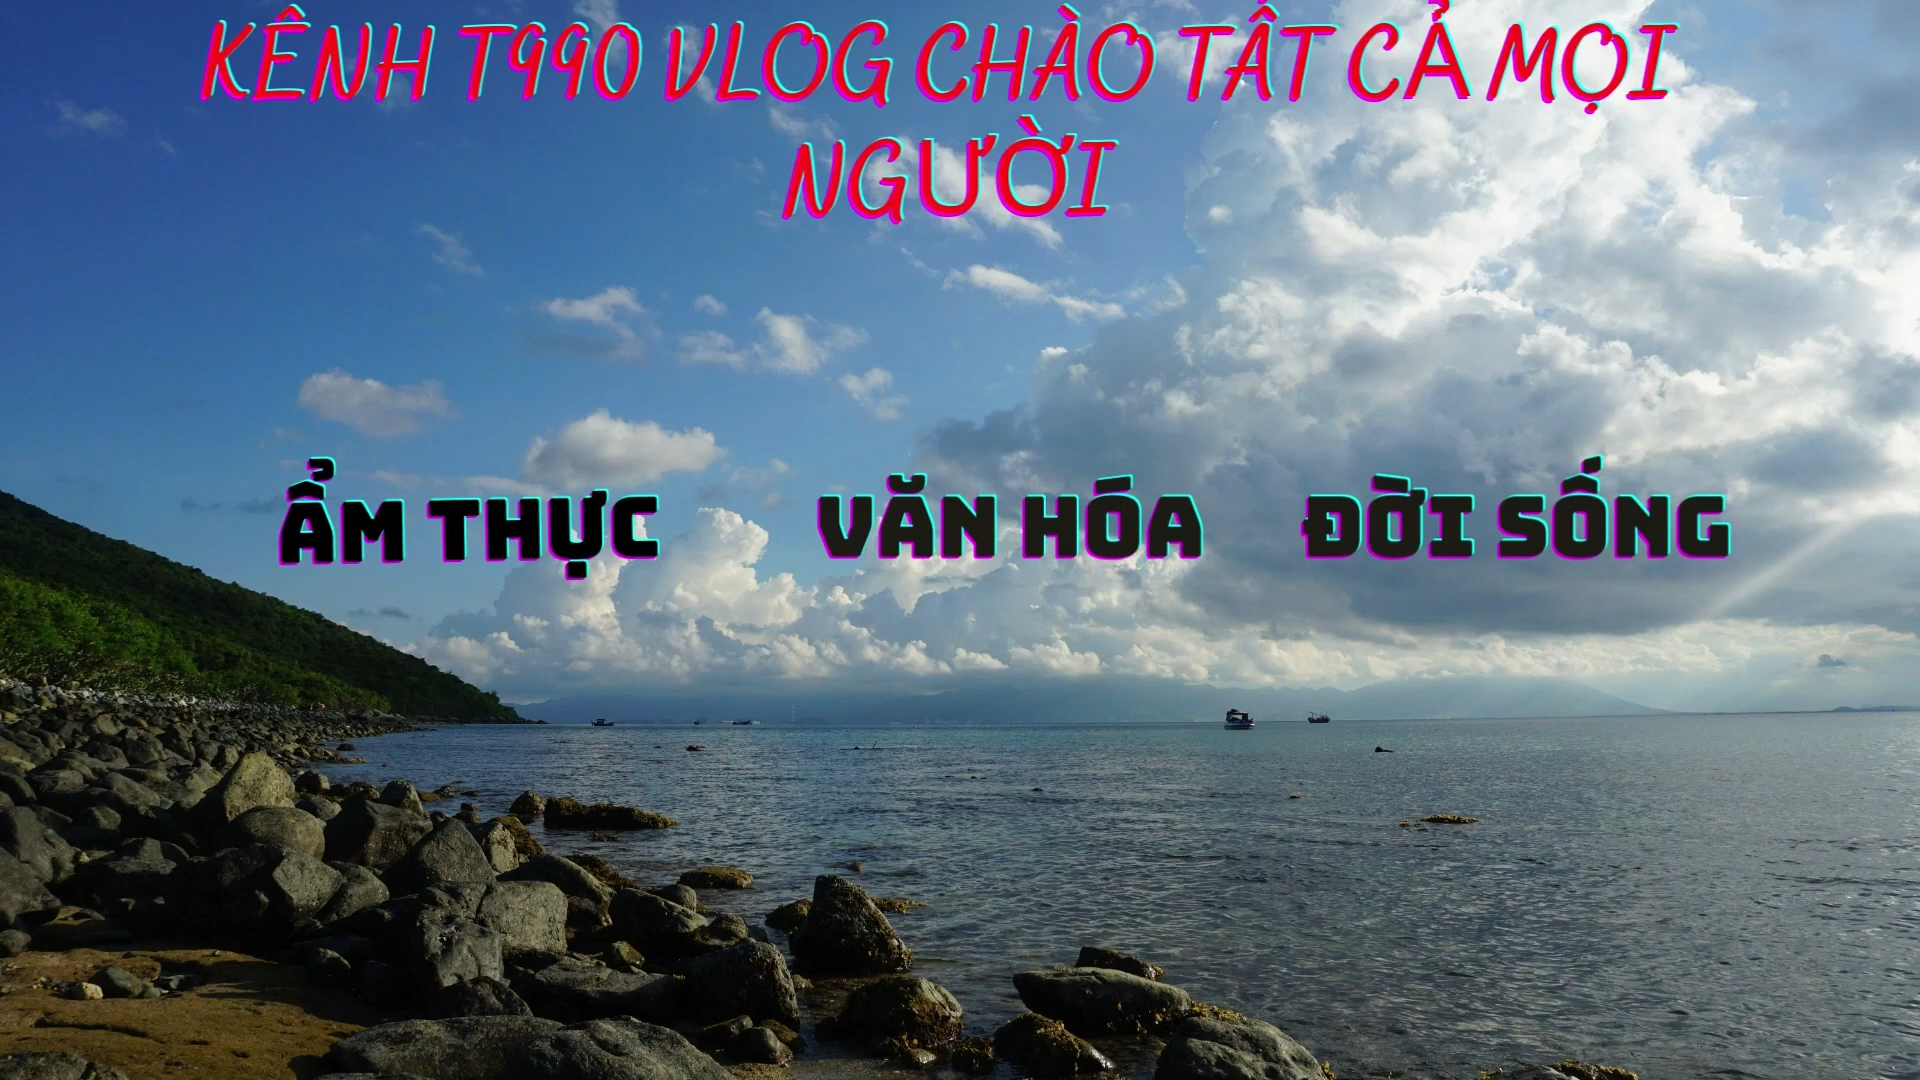 KÊNH T990 VLOG CHÀO TẤT CẢ MỌI
NGƯỜI
ẨM THỰC VĂN HÓA ĐỜI SỐNG